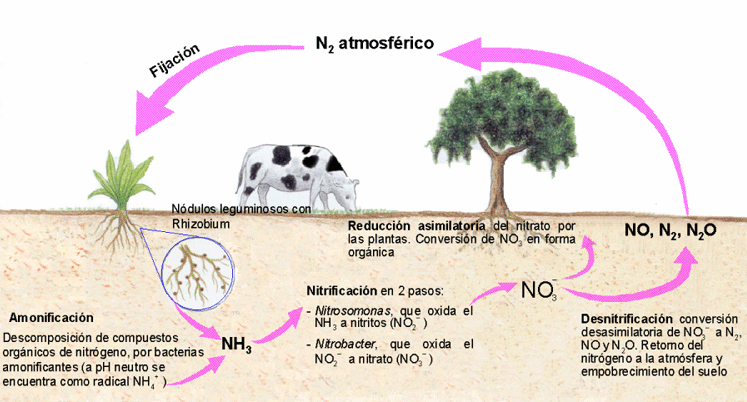 N₂ atmosférico
Fijación
Nódulos leguminosos con
Rhizobium
Reducción asimilatoria del nitrato por
las plantas. Conversión de NO₃ en forma
orgánica
NO, N₂, N₂O
Amonificación
Descomposición de compuestos
orgánicos de nitrógeno, por bacterias
amonificantes (a pH neutro se
encuentra como radical NH₄⁺ )
NH₃
Nitrificación en 2 pasos:
- Nitrosomonas, que oxida el
NH₃ a nitritos (NO₂⁻ )
- Nitrobacter, que oxida el
NO₂⁻ a nitrato (NO₃⁻)
NO₃⁻
Desnitrificación conversión
desasimilatoria de NO₃⁻ a N₂,
NO y N₂O. Retorno del
nitrógeno a la atmósfera y
empobrecimiento del suelo